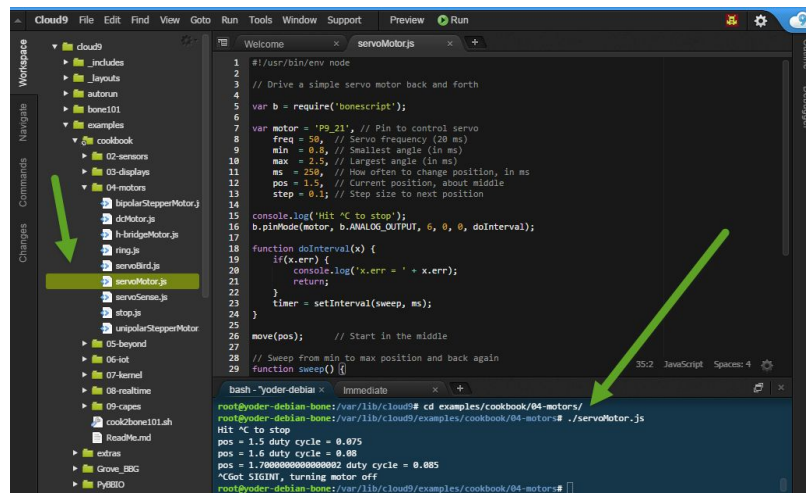 Cloud9 File Edit Find View Goto Run Tools Window Support Preview Run
Workspace
Navigate
Commands
Changes
cloud9
_includes
_layouts
autorun
bone101
examples
cookbook
02-sensors
03-displays
04-motors
bipolarStepperMotor.j
dcMotor.js
h-bridgeMotor.js
ring.js
servoBird.js
servoMotor.js
servoSense.js
stop.js
unipolarStepperMotor
05-beyond
06-iot
07-kernel
08-realtime
09-capes
cook2bone101.sh
ReadMe.md
extras
Grove_BBG
PyBBIO
Welcome × servoMotor.js × +
1 #!/usr/bin/env node
2
3 // Drive a simple servo motor back and forth
4
5 var b = require('bonescript');
6
7 var motor = 'P9_21', // Pin to control servo
8 freq = 50, // Servo frequency (20 ms)
9 min = 0.8, // Smallest angle (in ms)
10 max = 2.5, // Largest angle (in ms)
11 ms = 250, // How often to change position, in ms
12 pos = 1.5, // Current position, about middle
13 step = 0.1; // Step size to next position
14
15 console.log('Hit ^C to stop');
16 b.pinMode(motor, b.ANALOG_OUTPUT, 6, 0, 0, doInterval);
17
18 function doInterval(x) {
19 if(x.err) {
20 console.log('x.err = ' + x.err);
21 return;
22 }
23 timer = setInterval(sweep, ms);
24 }
25
26 move(pos); // Start in the middle
27
28 // Sweep from min to max position and back again
29 function sweep() {
35:2 JavaScript Spaces: 4
bash - "yoder-debian × Immediate × +
root@yoder-debian-bone:/var/lib/cloud9# cd examples/cookbook/04-motors/
root@yoder-debian-bone:/var/lib/cloud9/examples/cookbook/04-motors# ./servoMotor.js
Hit ^C to stop
pos = 1.5 duty cycle = 0.075
pos = 1.6 duty cycle = 0.08
pos = 1.7000000000000002 duty cycle = 0.085
^CGot SIGINT, turning motor off
root@yoder-debian-bone:/var/lib/cloud9/examples/cookbook/04-motors#